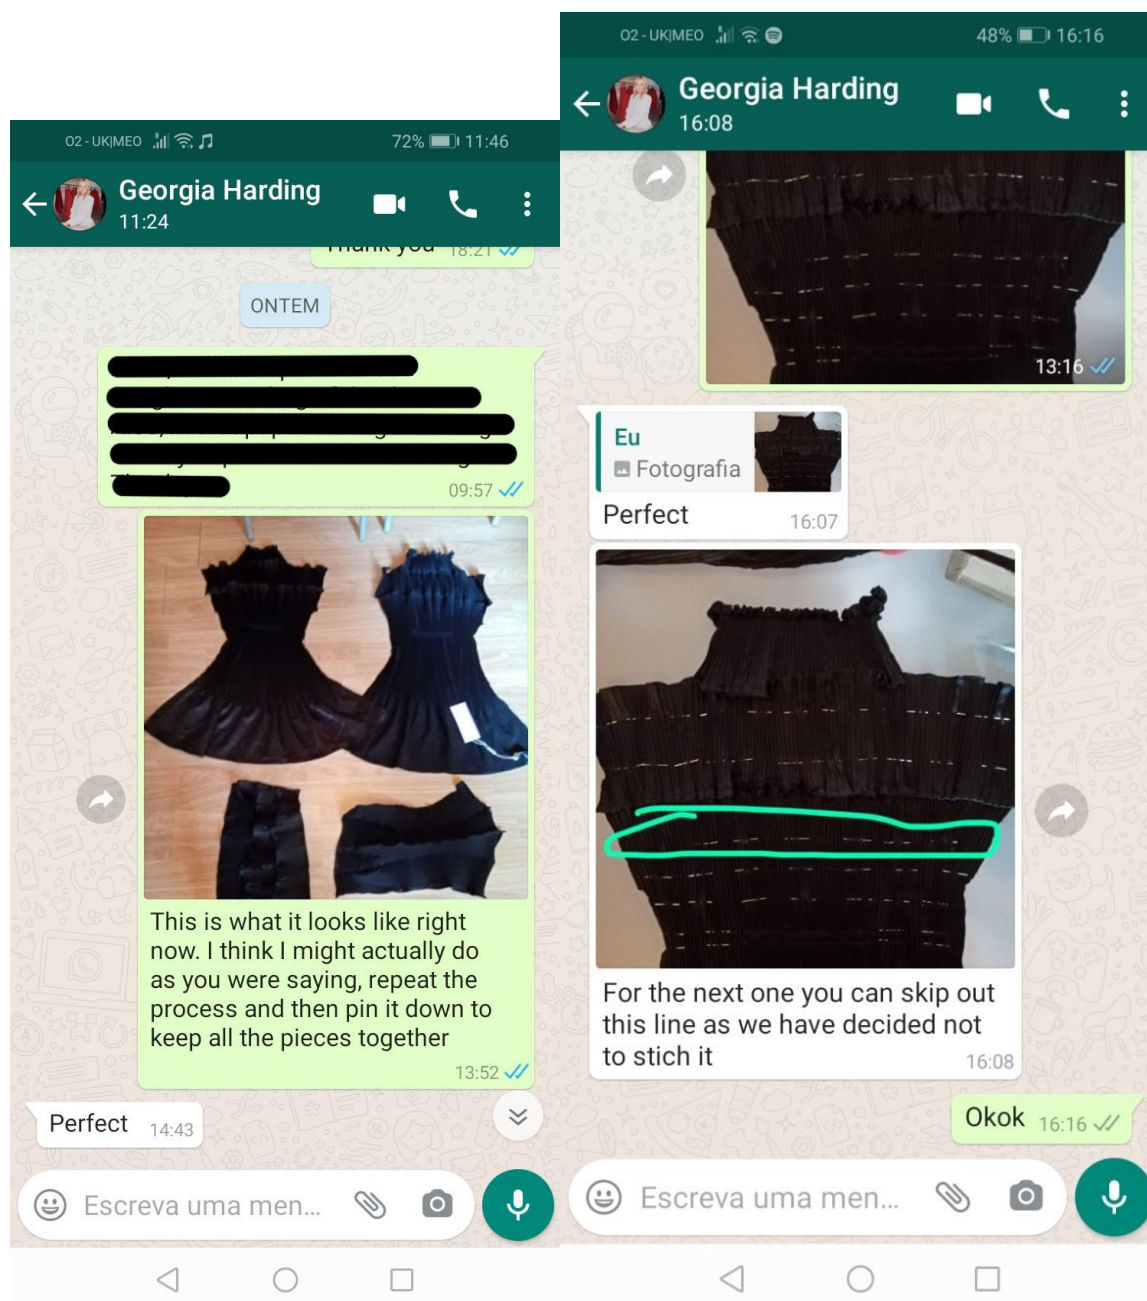 O2 - UK|MEO 72% 11:46
Georgia Harding
11:24
Thank you 18:21
ONTEM
09:57
This is what it looks like right
now. I think I might actually do
as you were saying, repeat the
process and then pin it down to
keep all the pieces together
13:52
Perfect 14:43
Escreva uma men...
O2 - UK|MEO 48% 16:16
Georgia Harding
16:08
13:16
Eu
Fotografia
Perfect 16:07
For the next one you can skip out
this line as we have decided not
to stich it 16:08
Okok 16:16
Escreva uma men...